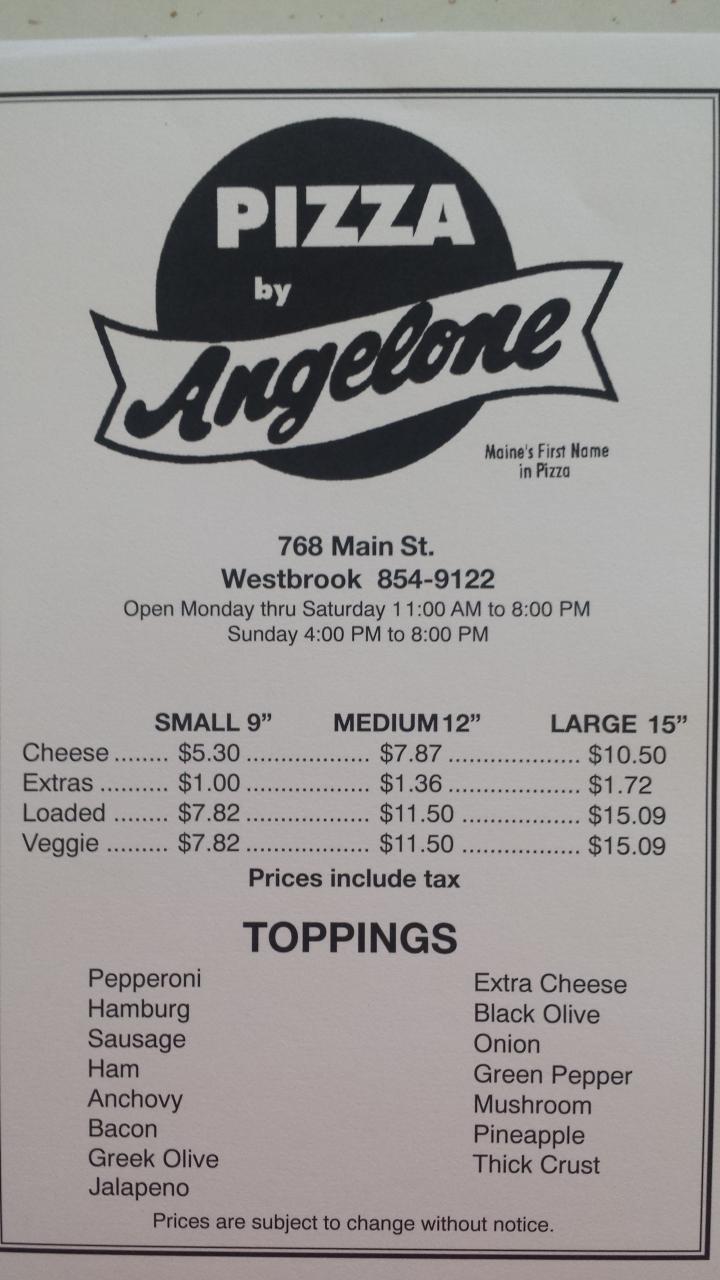 PIZZA
by
Angelone
Maine's First Name
in Pizza
768 Main St.
Westbrook 854-9122
Open Monday thru Saturday 11:00 AM to 8:00 PM
Sunday 4:00 PM to 8:00 PM
SMALL 9” MEDIUM 12” LARGE 15”
Cheese ........ $5.30 .................. $7.87 ................... $10.50
Extras .......... $1.00 .................. $1.36 ................... $1.72
Loaded ........ $7.82 .................. $11.50 ................. $15.09
Veggie ......... $7.82 .................. $11.50 ................. $15.09
Prices include tax
TOPPINGS
Pepperoni
Hamburg
Sausage
Ham
Anchovy
Bacon
Greek Olive
Jalapeno
Extra Cheese
Black Olive
Onion
Green Pepper
Mushroom
Pineapple
Thick Crust
Prices are subject to change without notice.